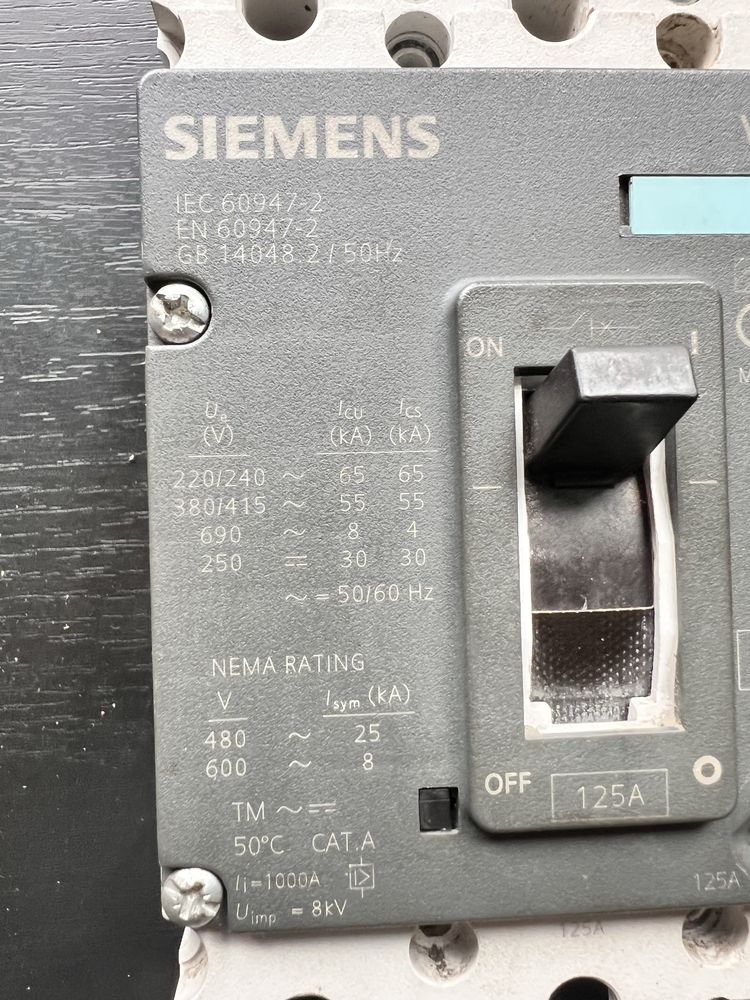 SIEMENS
IEC 60947-2
EN 60947-2
GB 14048.2 / 50Hz
ON I
Ue ICU ICS
(V) (kA) (kA)
220/240 ~ 65 65
380/415 ~ 55 55
690 ~ 8 4
250 ⎓ 30 30
~ = 50/60 Hz
NEMA RATING
V Isym (kA)
480 ~ 25
600 ~ 8
OFF O
125A
TM ~ ⎓
50°C CAT.A
Ii=1000A
Uimp = 8kV
125A
125A